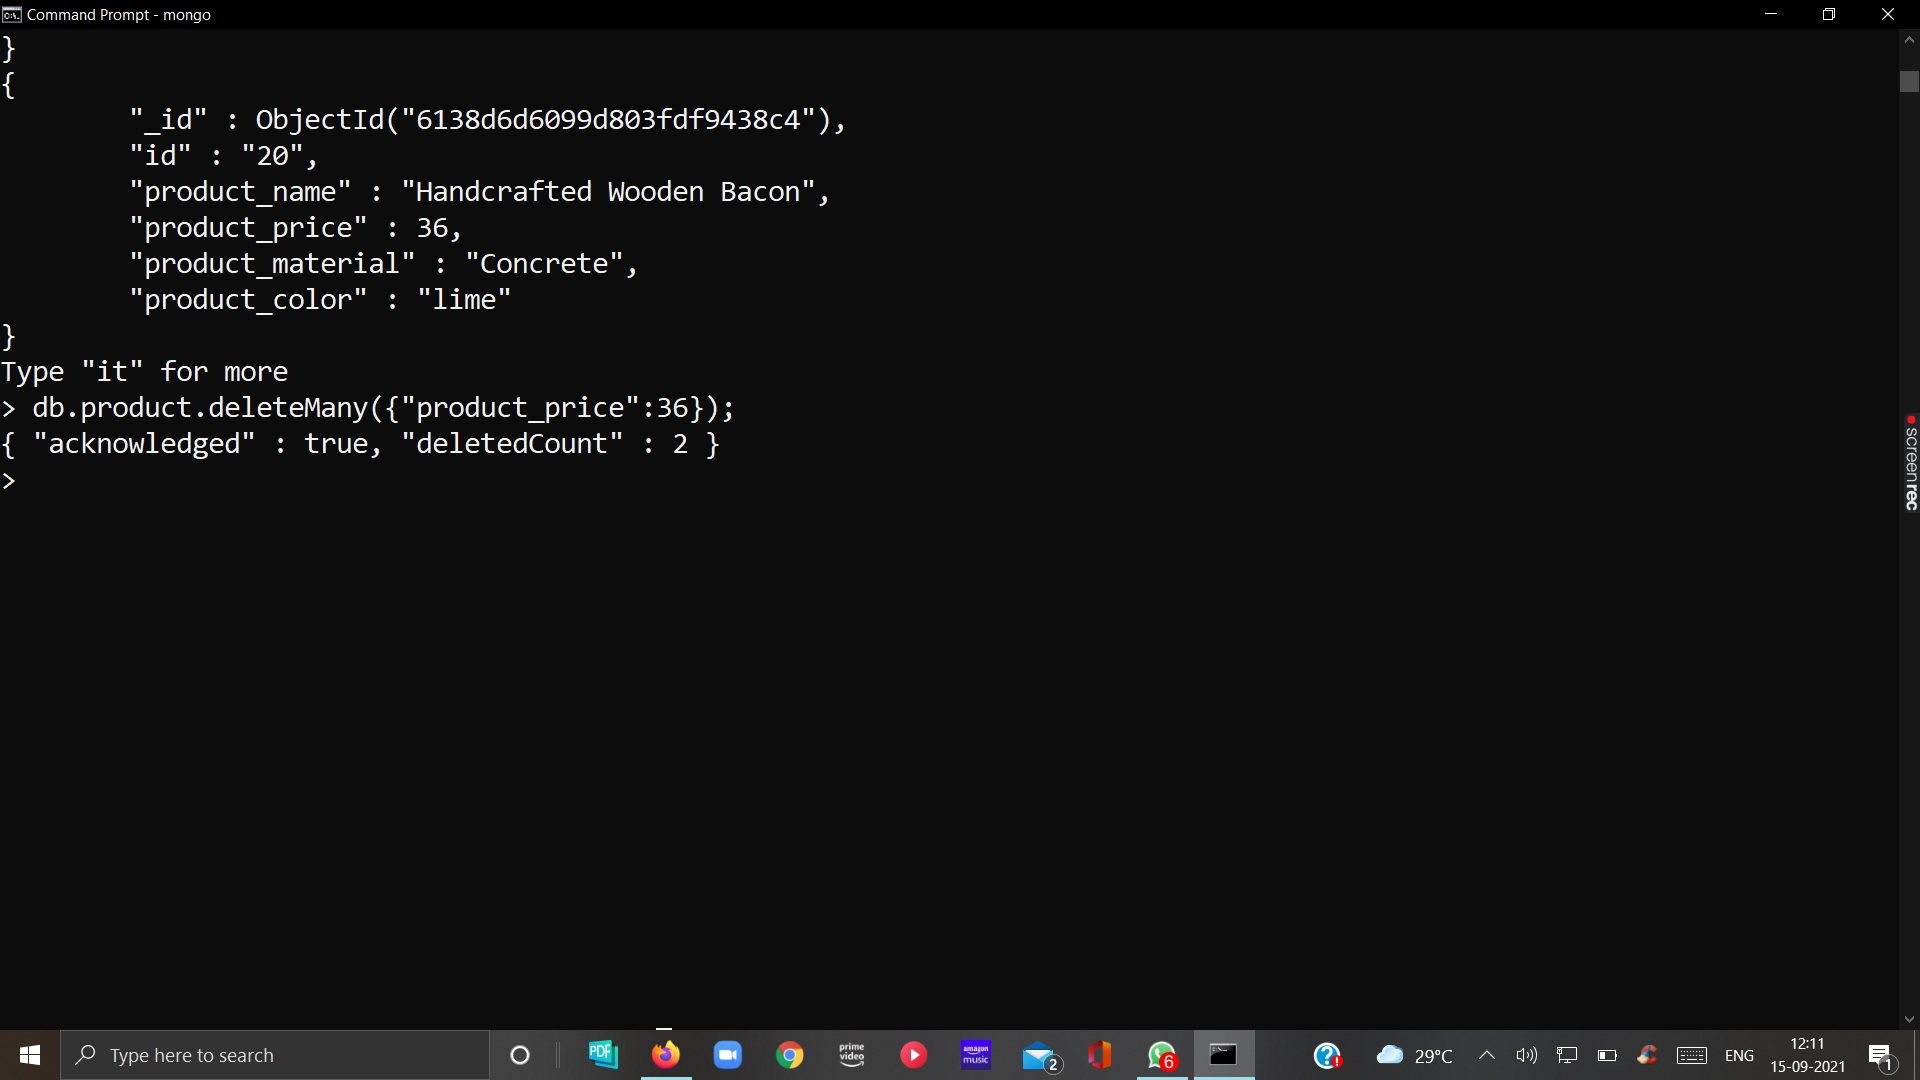 Command Prompt - mongo
}
{
"_id" : ObjectId("6138d6d6099d803fdf9438c4"),
"id" : "20",
"product_name" : "Handcrafted Wooden Bacon",
"product_price" : 36,
"product_material" : "Concrete",
"product_color" : "lime"
}
Type "it" for more
> db.product.deleteMany({"product_price":36});
{ "acknowledged" : true, "deletedCount" : 2 }
>
screenrec
Type here to search
PDF
prime video
amazon music
2
6
29°C
ENG
12:11
15-09-2021
1